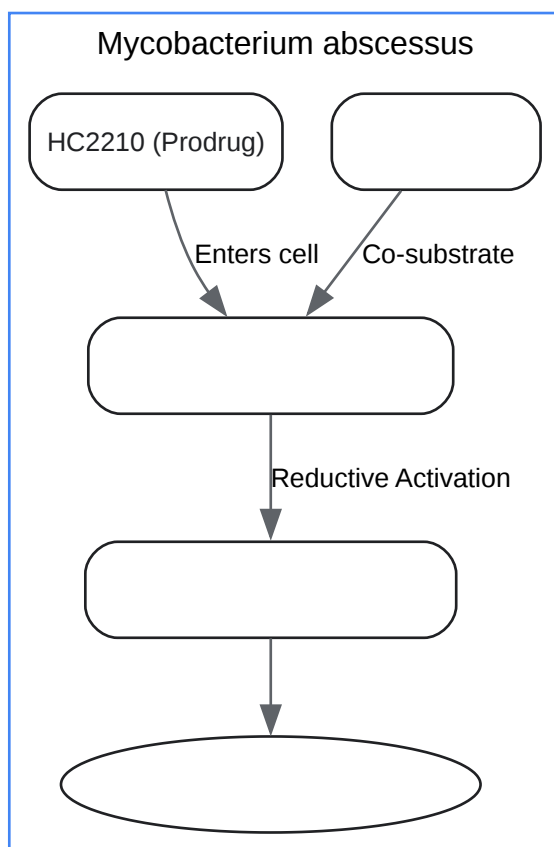 Mycobacterium abscessus
HC2210 (Prodrug)
Enters cell
Co-substrate
Reductive Activation